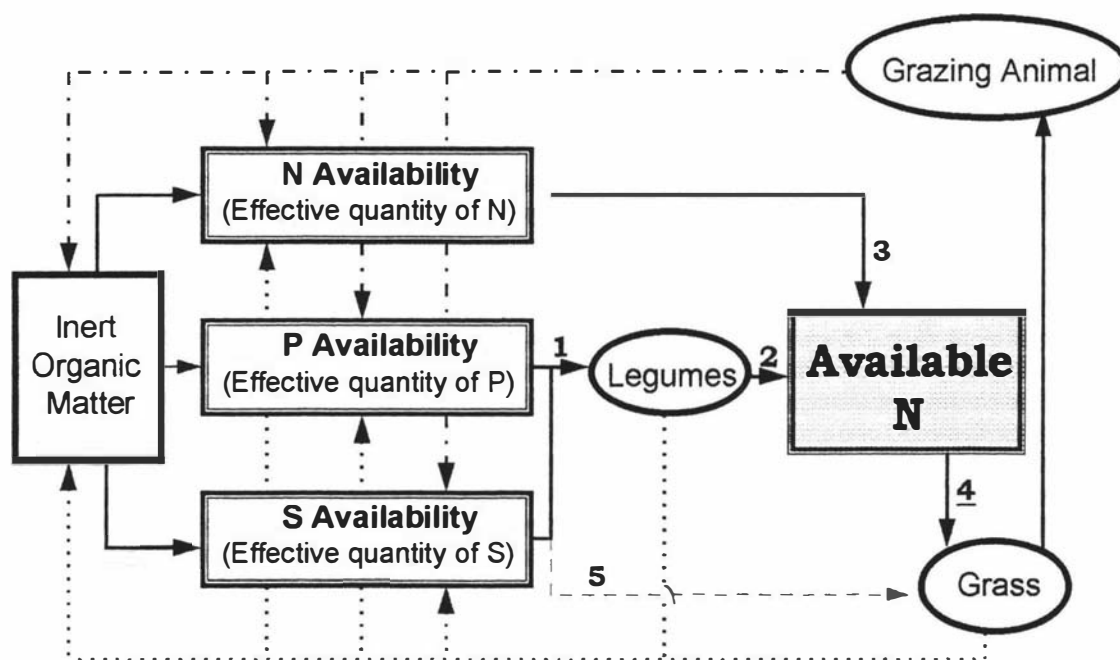 Grazing Animal
N Availability
(Effective quantity of N)
3
Inert
Organic
Matter
P Availability
(Effective quantity of P)
1
Legumes
2
Available
N
S Availability
(Effective quantity of S)
4
5
Grass